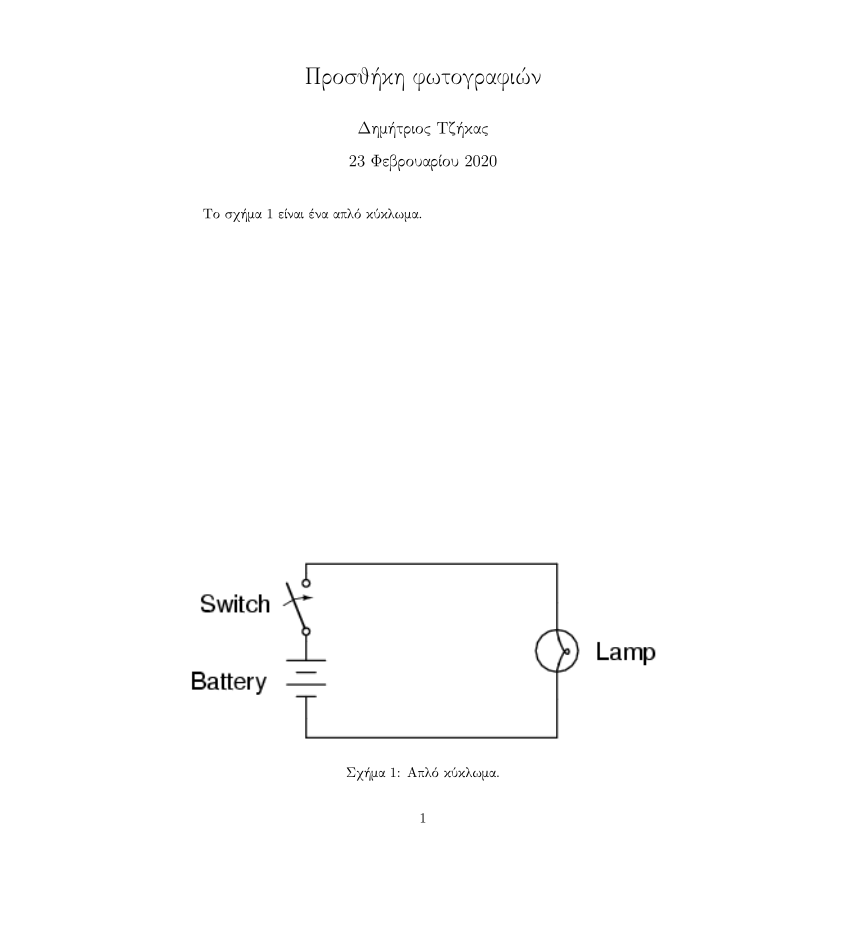 Προσθήκη φωτογραφιών
Δημήτριος Τζήκας
23 Φεβρουαρίου 2020
Το σχήμα 1 είναι ένα απλό κύκλωμα.
Switch
Lamp
Battery
Σχήμα 1: Απλό κύκλωμα.
1